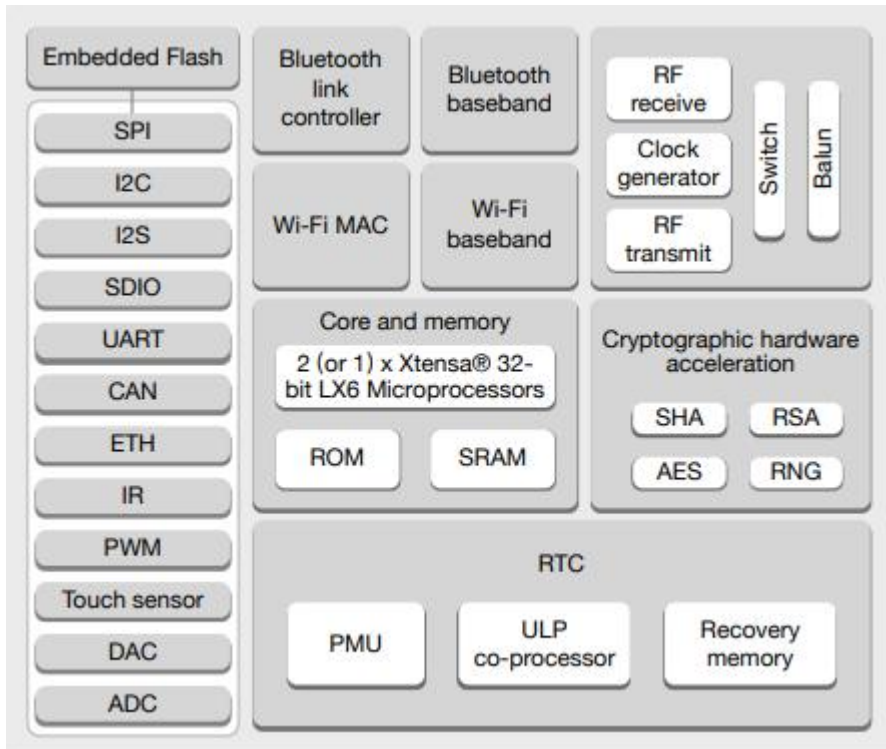 Embedded Flash
SPI
I2C
I2S
SDIO
UART
CAN
ETH
IR
PWM
Touch sensor
DAC
ADC
Bluetooth
link
controller
Bluetooth
baseband
Wi-Fi MAC
Wi-Fi
baseband
RF
receive
Clock
generator
RF
transmit
Switch
Balun
Core and memory
2 (or 1) x Xtensa® 32-
bit LX6 Microprocessors
ROM
SRAM
Cryptographic hardware
acceleration
SHA
RSA
AES
RNG
RTC
PMU
ULP
co-processor
Recovery
memory